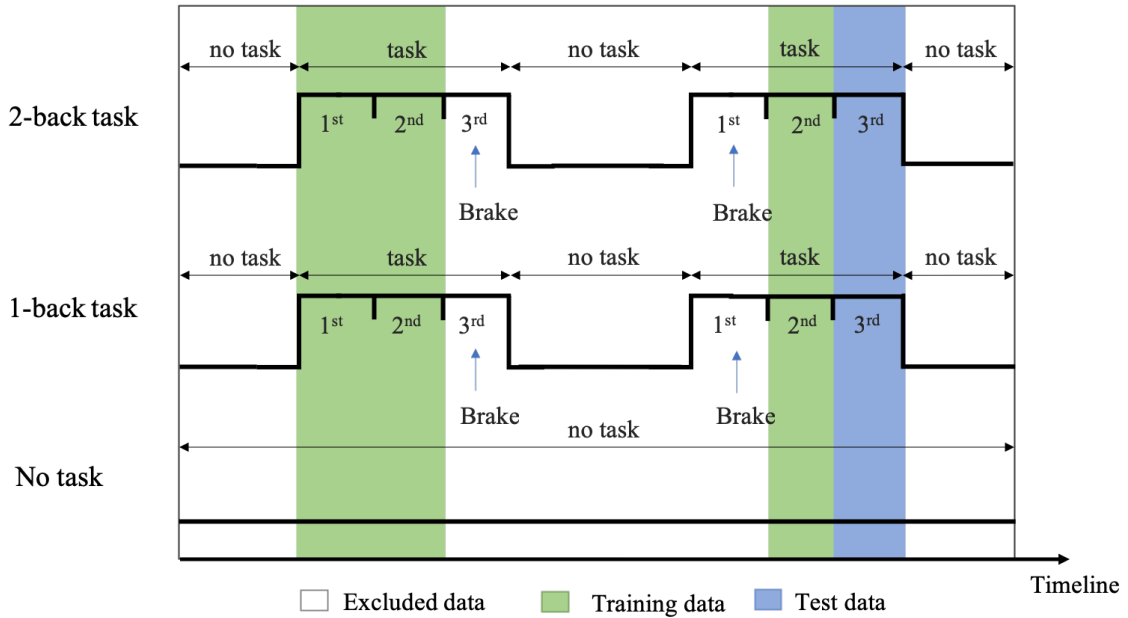 no task task no task task no task
2-back task
1st 2nd 3rd 1st 2nd 3rd
Brake Brake
no task task no task task no task
1-back task
1st 2nd 3rd 1st 2nd 3rd
Brake Brake
no task
No task
Timeline
Excluded data Training data Test data